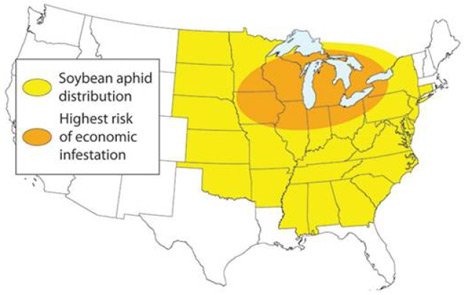 Soybean aphid
distribution
Highest risk
of economic
infestation